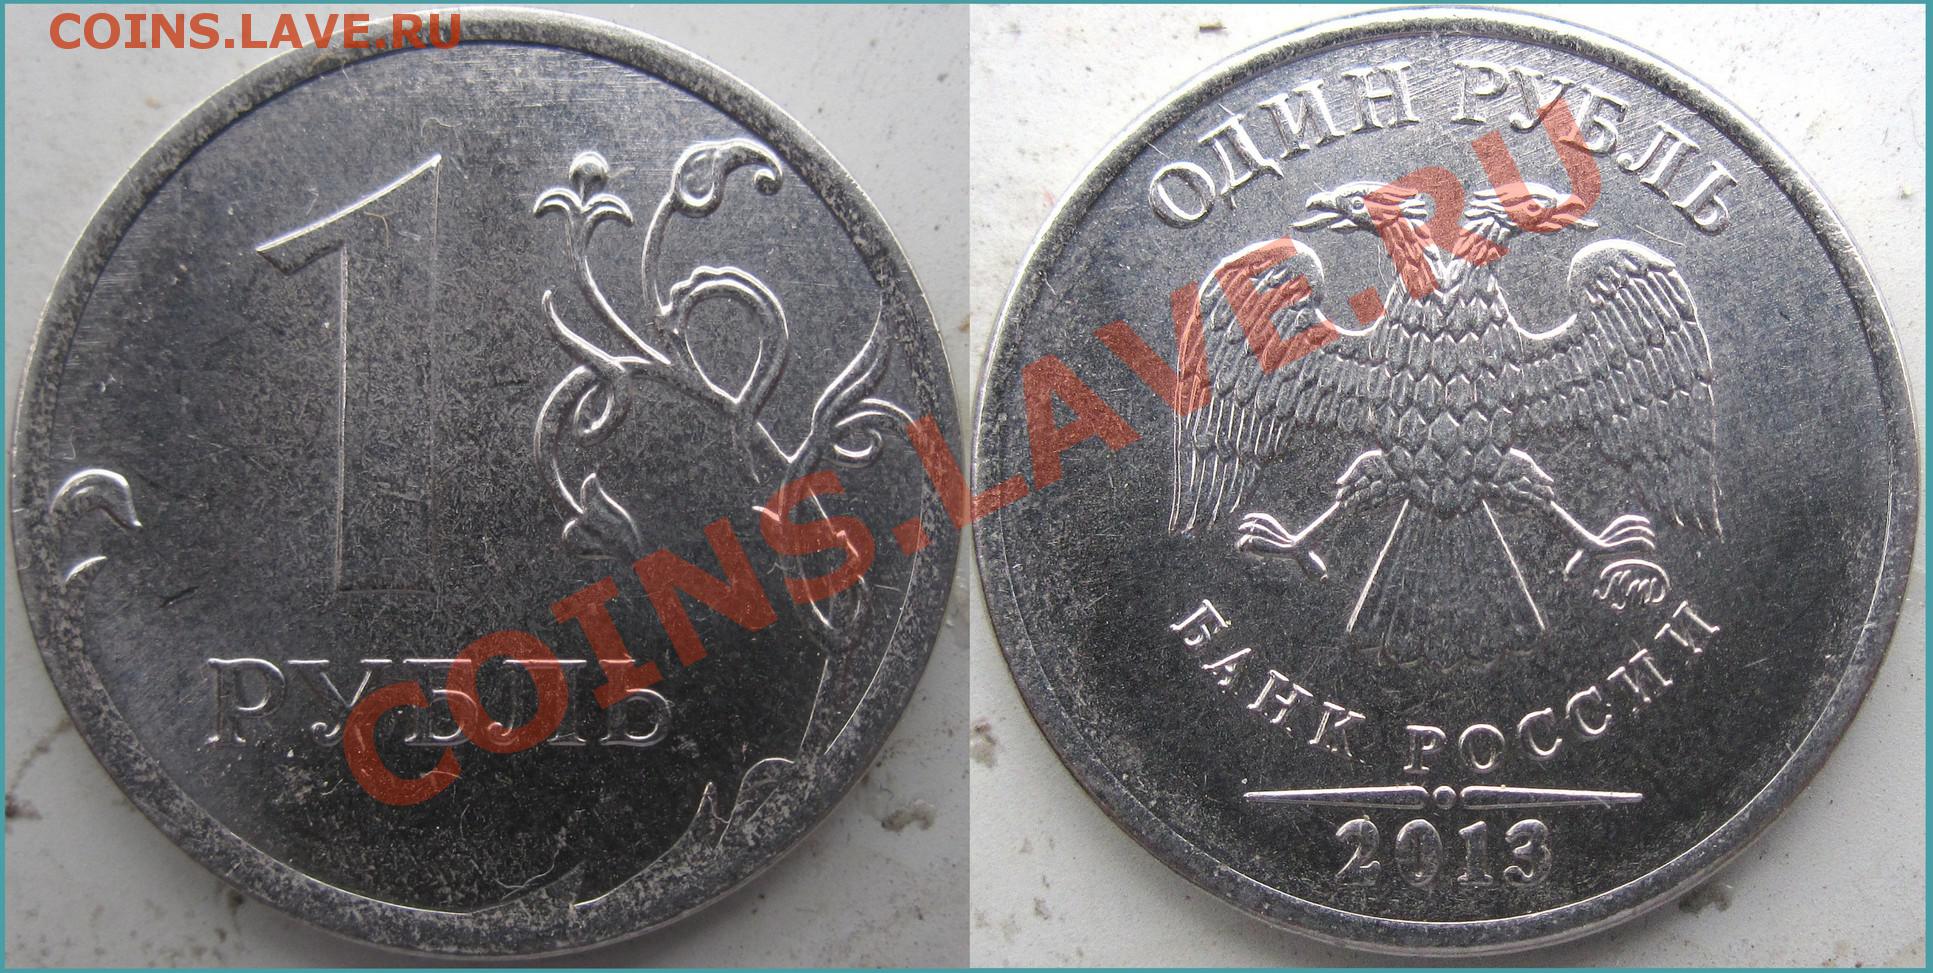 COINS.LAVE.RU
1
РУБЛЬ
ОДИН РУБЛЬ
БАНК РОССИИ
2013
COINS.LAVE.RU